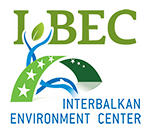 I BEC
INTERBALKAN
ENVIRONMENT CENTER